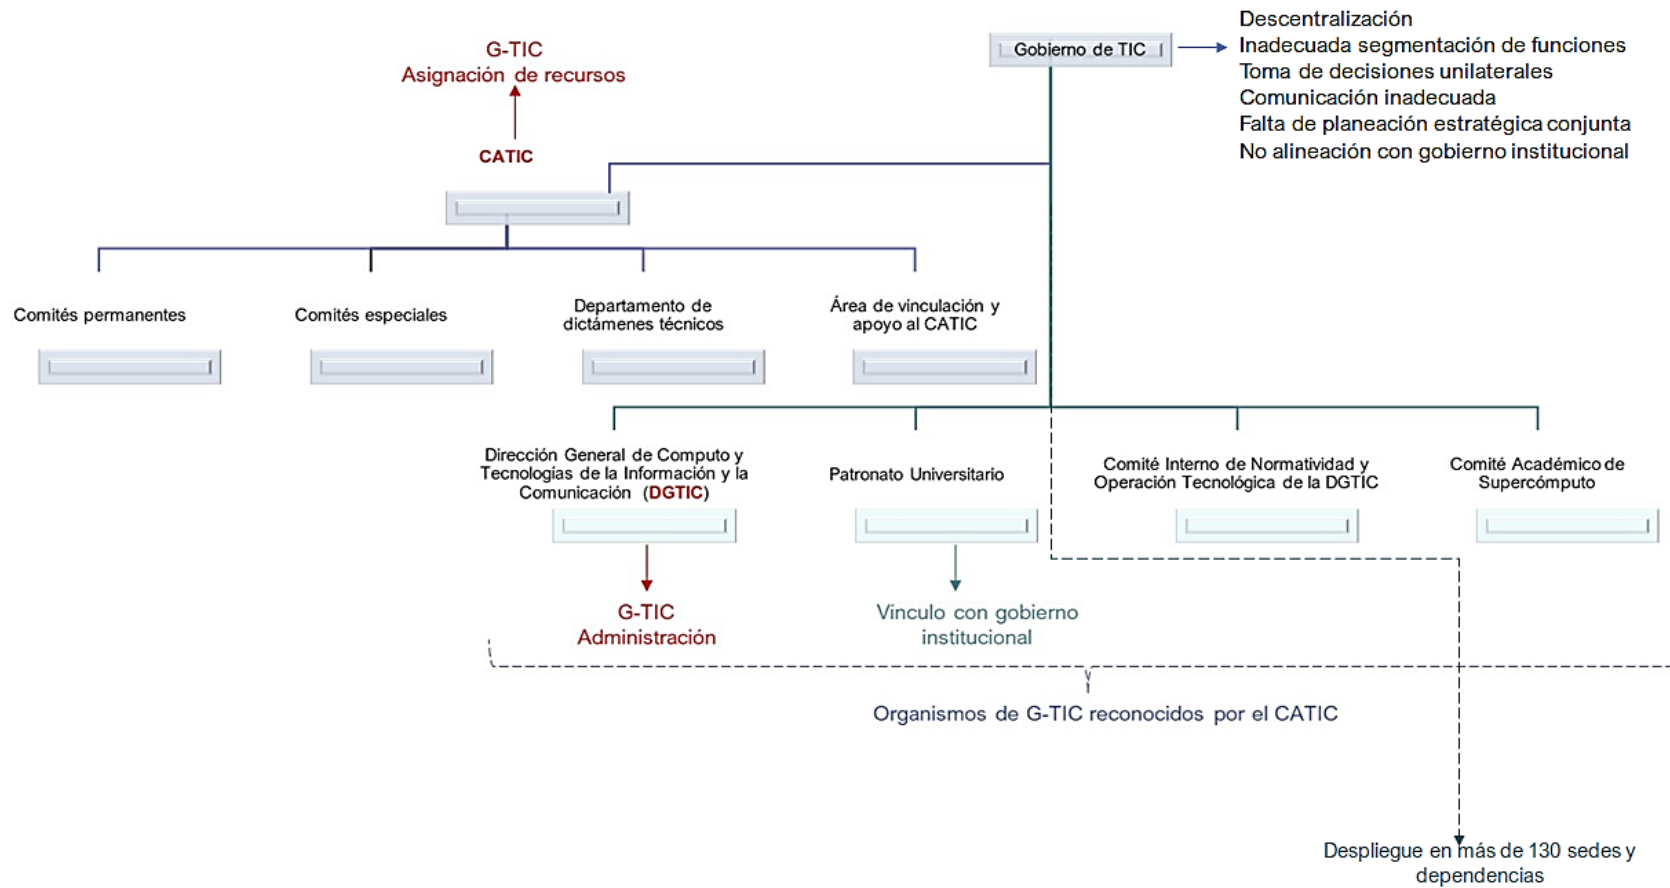 G-TIC
Asignación de recursos
CATIC
Gobierno de TIC
Descentralización
Inadecuada segmentación de funciones
Toma de decisiones unilaterales
Comunicación inadecuada
Falta de planeación estratégica conjunta
No alineación con gobierno institucional
Comités permanentes
Comités especiales
Departamento de
dictámenes técnicos
Área de vinculación y
apoyo al CATIC
Dirección General de Computo y
Tecnologías de la Información y la
Comunicación (DGTIC)
Patronato Universitario
Comité Interno de Normatividad y
Operación Tecnológica de la DGTIC
Comité Académico de
Supercómputo
G-TIC
Administración
Vínculo con gobierno
institucional
Organismos de G-TIC reconocidos por el CATIC
Despliegue en más de 130 sedes y
dependencias